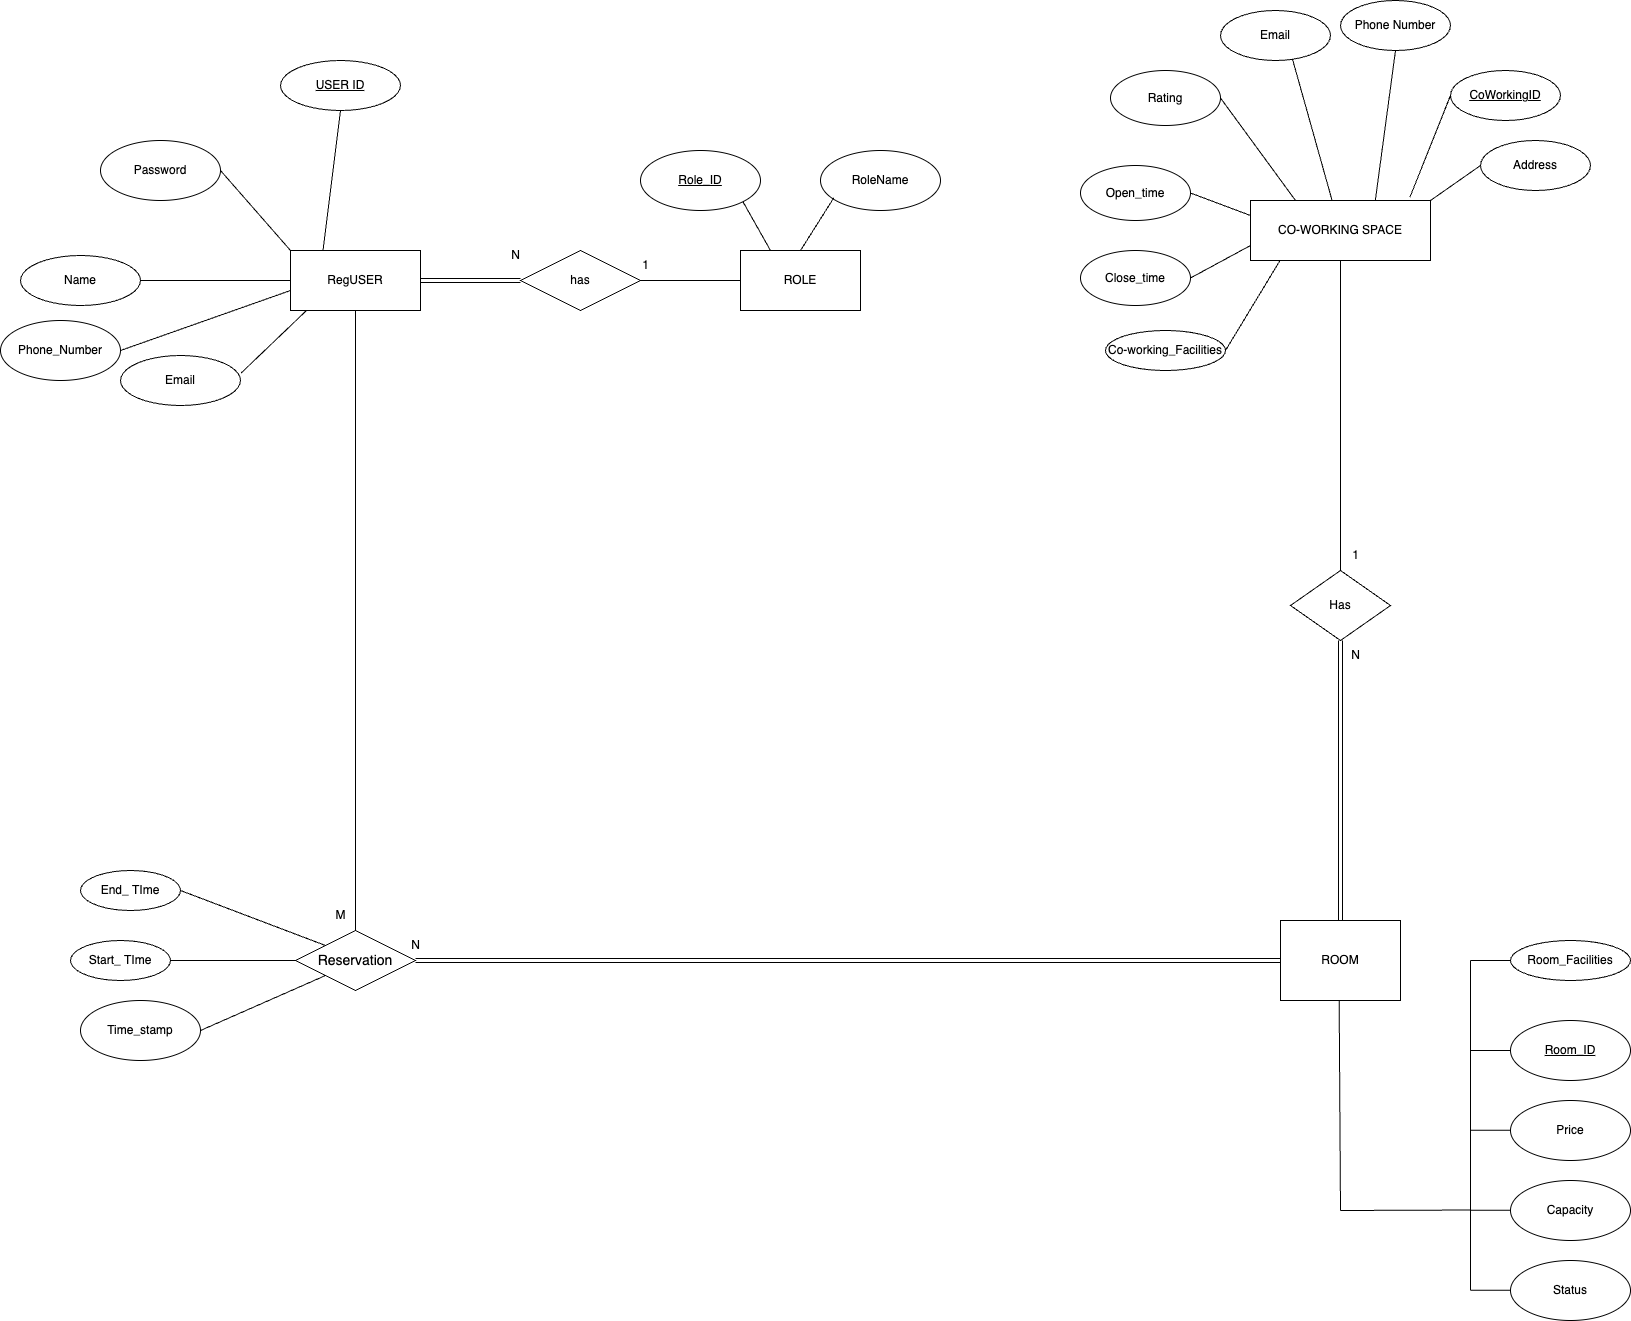 Phone Number
Email
USER ID
Rating
CoWorkingID
Password
Address
Role_ID
RoleName
Open_time
CO-WORKING SPACE
N
1
Name
RegUSER
has
ROLE
Close_time
Phone_Number
Co-working_Facilities
Email
1
Has
N
End_ TIme
M
N
Start_ TIme
Reservation
ROOM
Room_Facilities
Time_stamp
Room_ID
Price
Capacity
Status